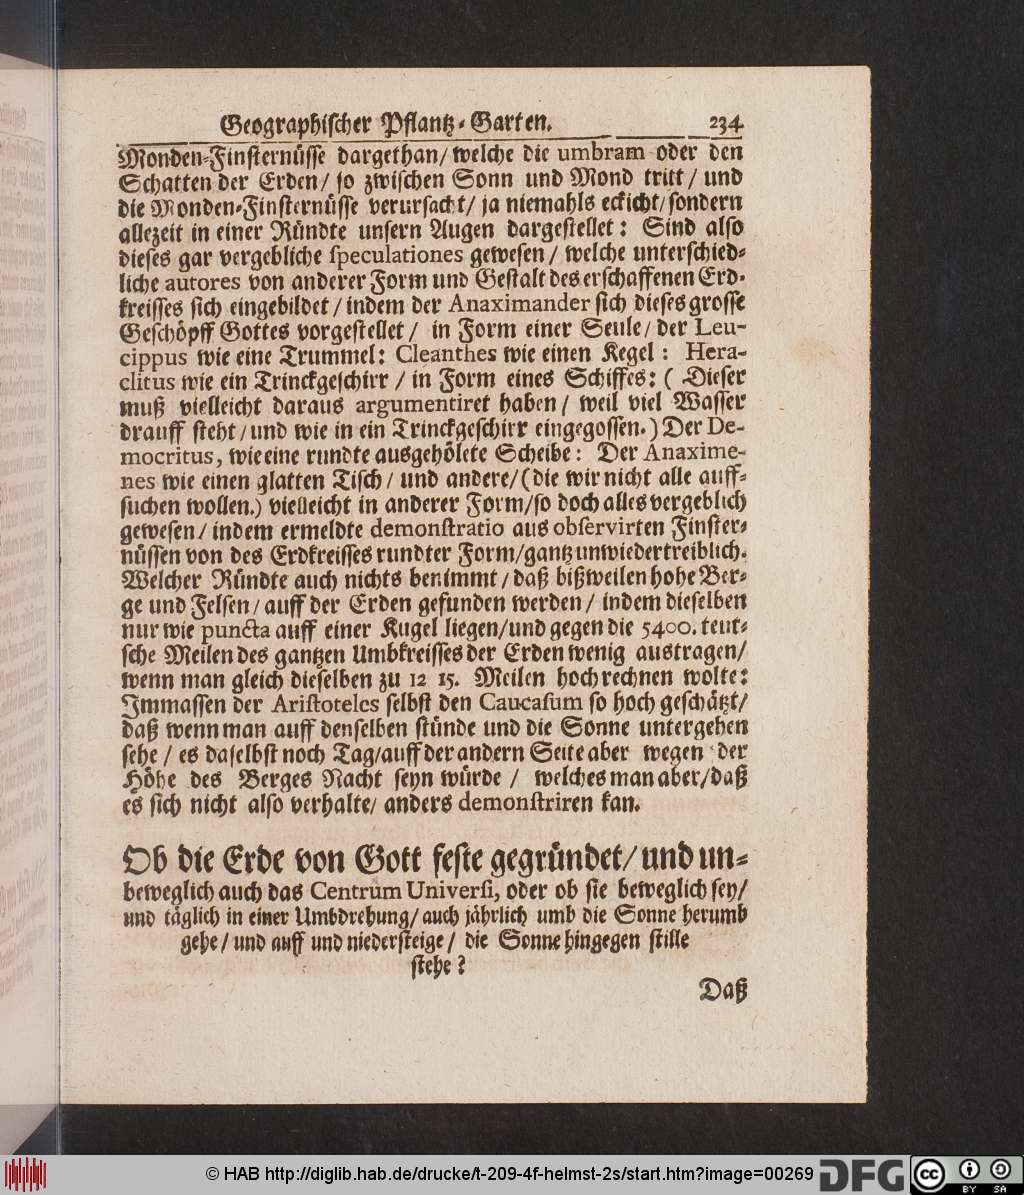 Geographischer Pflantz-Garten. 234
Monden-Finsternüsse dargethan/ welche die umbram oder den
Schatten der Erden/ so zwischen Sonn und Mond tritt/ und
die Monden-Finsternüsse verursacht/ ja niemahls eckicht/ sondern
allezeit in einer Ründte unsern Augen dargestellet: Sind also
dieses gar vergebliche speculationes gewesen/ welche unterschied-
liche autores von anderer Form und Gestalt des erschaffenen Erd-
kreisses sich eingebildet/ indem der Anaximander sich dieses grosse
Geschöpff Gottes vorgestellet/ in Form einer Seule/ der Leu-
cippus wie eine Trummel: Cleanthes wie einen Kegel: Hera-
clitus wie ein Trinckgeschirr/ in Form eines Schiffes: (Dieser
muß vielleicht daraus argumentiret haben/ weil viel Wasser
drauff steht/ und wie in ein Trinckgeschirr eingegossen.) Der De-
mocritus, wie eine rundte ausgehölete Scheibe: Der Anaxime-
nes wie einen glatten Tisch/ und andere/ (die wir nicht alle auff-
suchen wollen.) vielleicht in anderer Form/ so doch alles vergeblich
gewesen/ indem ermeldte demonstratio aus observirten Finster-
nüssen von des Erdkreisses rundter Form/ gantz unwiedertreiblich.
Welcher Ründte auch nichts benimmt/ daß bißweilen hohe Ber-
ge und Felsen/ auff der Erden gefunden werden/ indem dieselben
nur wie puncta auff einer Kugel liegen/ und gegen die 5400. teut-
sche Meilen des gantzen Umbkreisses der Erden wenig austragen/
wenn man gleich dieselben zu 12 15. Meilen hoch rechnen wolte:
Immassen der Aristoteles selbst den Caucasum so hoch geschätzt/
daß wenn man auff denselben stünde und die Sonne untergehen
sehe/ es daselbst noch Tag/ auff der andern Seite aber wegen der
Höhe des Berges Nacht seyn würde/ welches man aber/ daß
es sich nicht also verhalte/ anders demonstriren kan.
Ob die Erde von Gott feste gegründet/ und un-
beweglich auch das Centrum Universi, oder ob sie beweglich sey/
und täglich in einer Umbdrehung/ auch jährlich umb die Sonne herumb
gehe/ und auff und niedersteige/ die Sonne hingegen stille
stehe?
Daß
© HAB http://diglib.hab.de/drucke/t-209-4f-helmst-2s/start.htm?image=00269 DFG cc BY SA